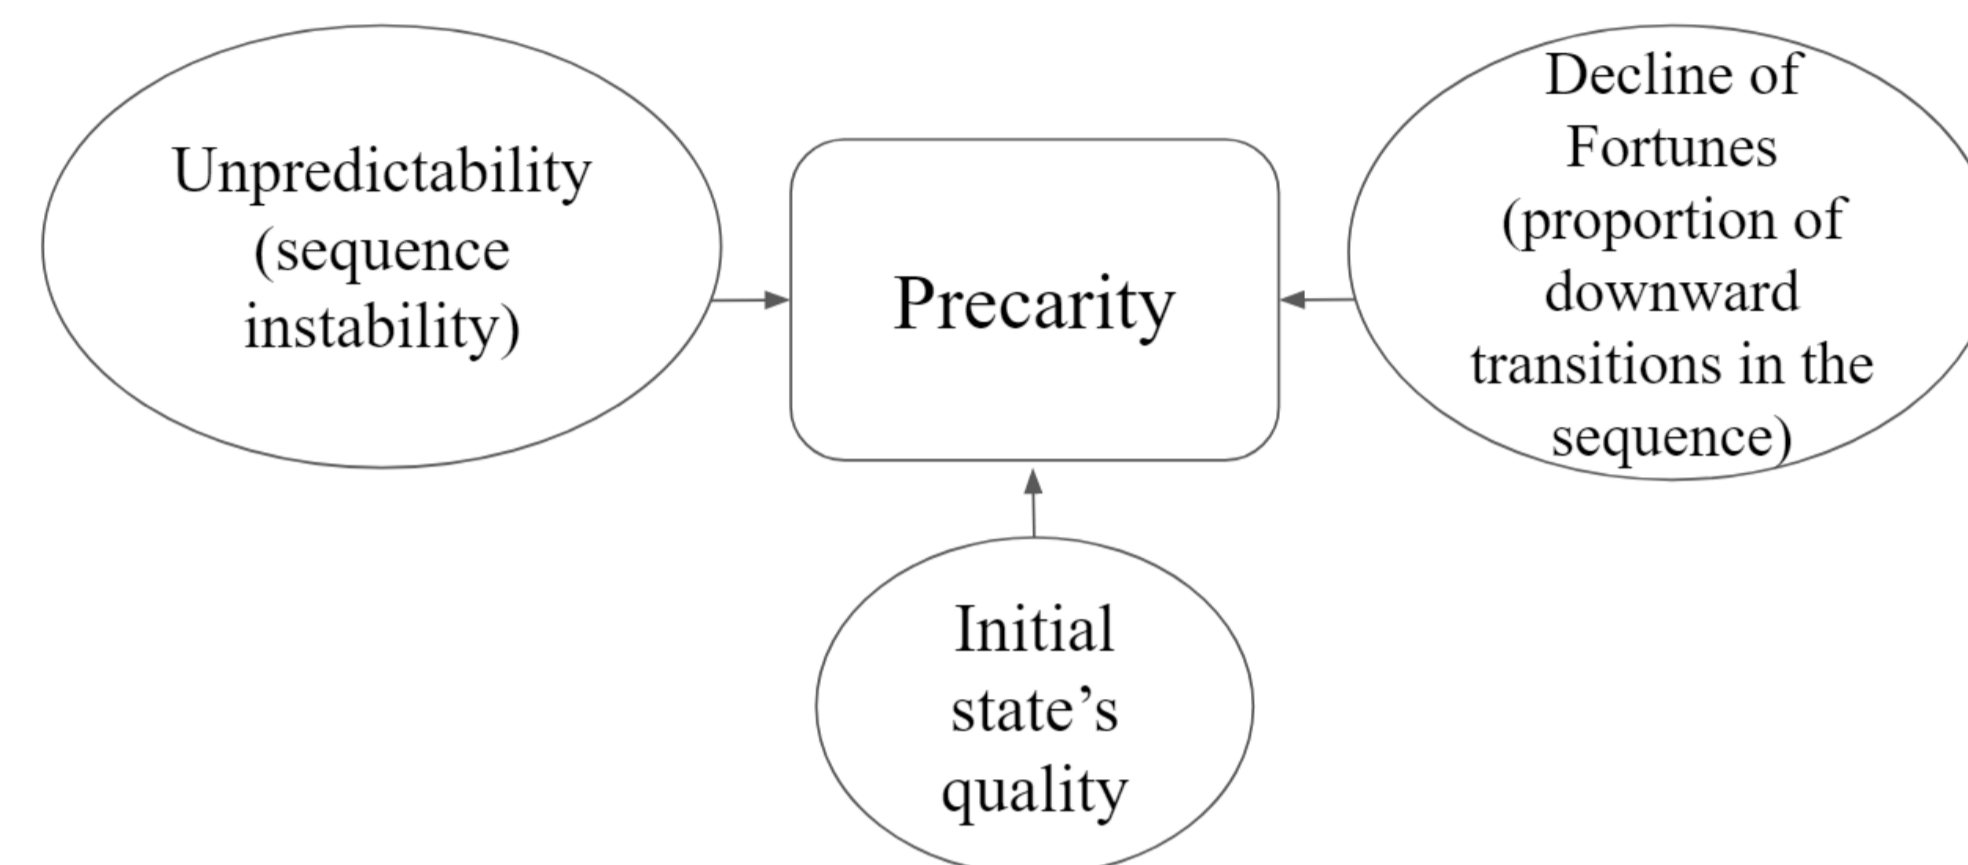 Unpredictability
(sequence
instability)
Precarity
Decline of
Fortunes
(proportion of
downward
transitions in the
sequence)
Initial
state’s
quality